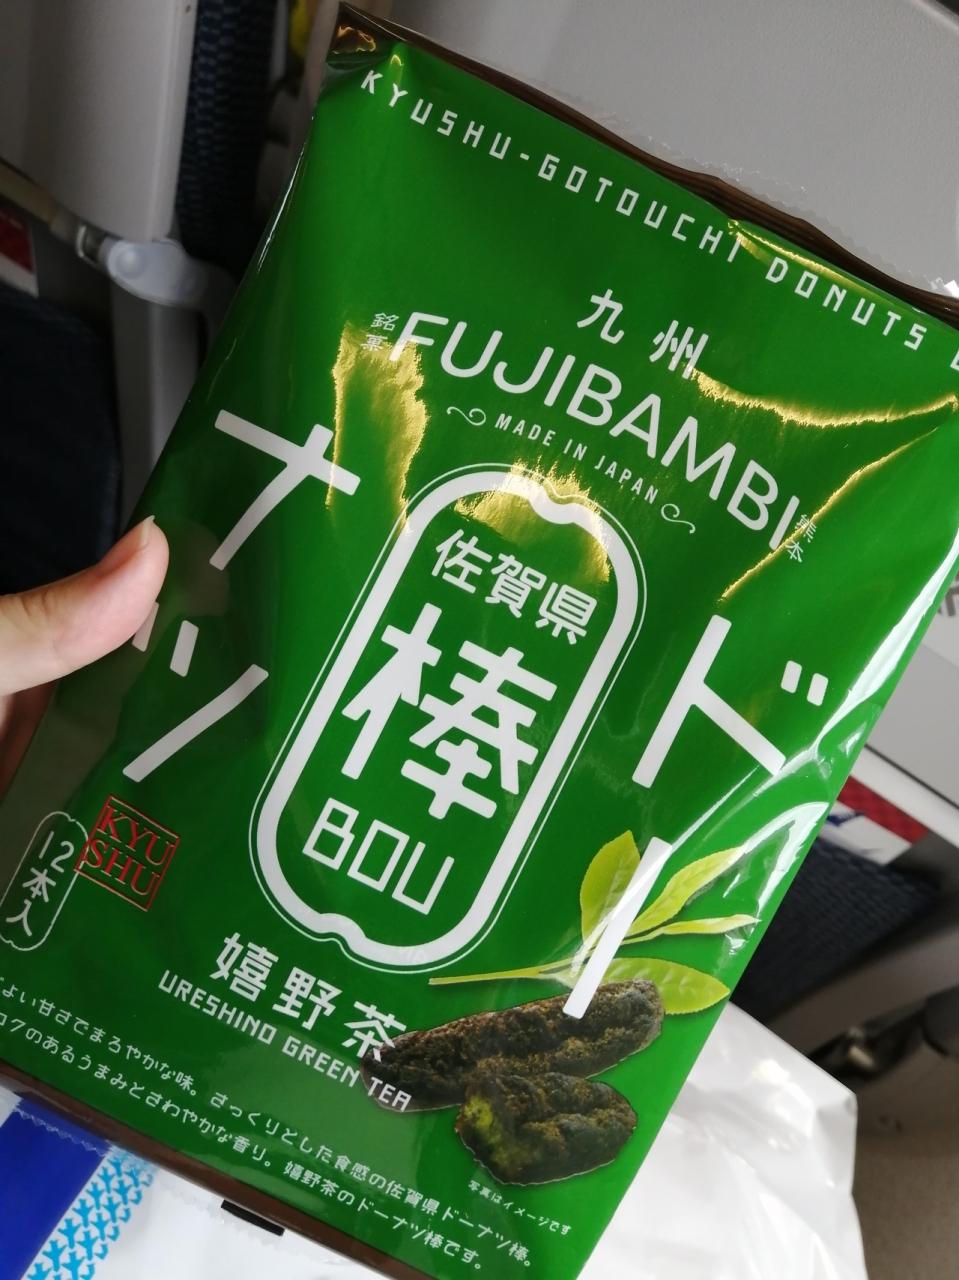 KYUSHU-GOTOUCHI DONUTS
九州
銘菓 FUJIBAMBI 熊本
MADE IN JAPAN
ドーナツ
佐賀県
棒
BOU
KYU
SHU
12本入
嬉野茶
URESHINO GREEN TEA
よい甘さでまろやかな味。さっくりとした食感の佐賀県ドーナツ棒。
コクのあるうまみとさわやかな香り。嬉野茶のドーナツ棒です。
写真はイメージです